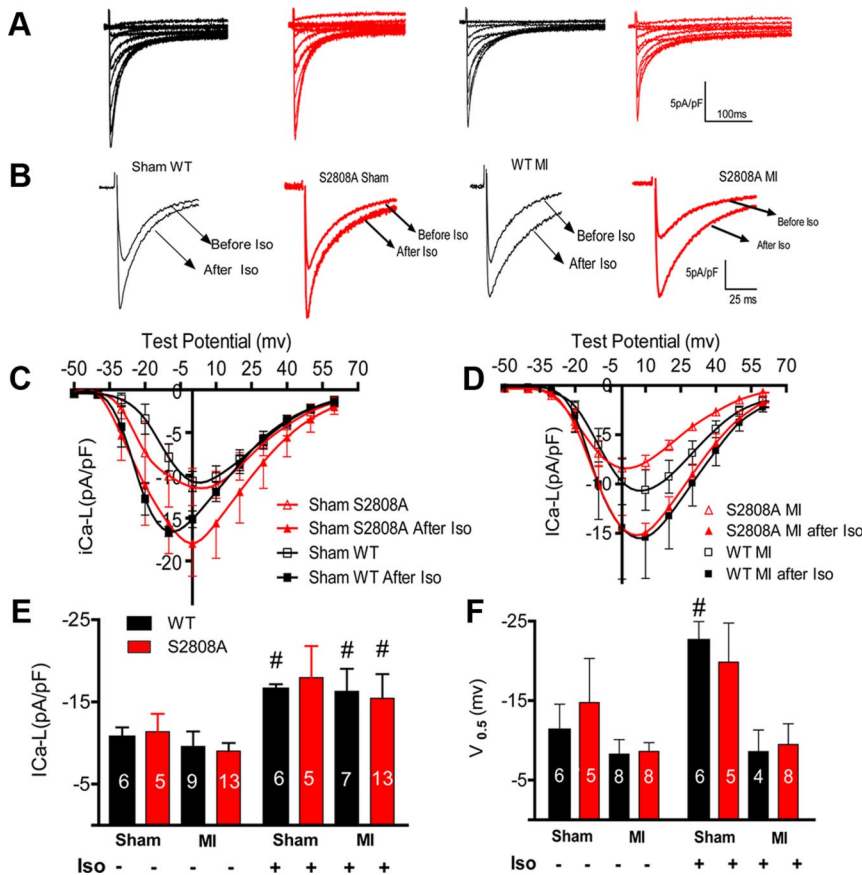 A
5pA/pF
100ms
B
Sham WT
S2808A Sham
WT MI
S2808A MI
Before Iso
After Iso
Before Iso
After Iso
Before Iso
After Iso
Before Iso
After Iso
5pA/pF
25 ms
C
Test Potential (mv)
-50 -35 -20 -5 10 25 40 55 70
-5
-10
-15
-20
iCa-L(pA/pF)
Sham S2808A
Sham S2808A After Iso
Sham WT
Sham WT After Iso
D
Test Potential (mv)
-50 -35 -20 -5 10 25 40 55 70
0
-5
-10
-15
ICa-L(pA/pF)
S2808A MI
S2808A MI after Iso
WT MI
WT MI after Iso
E
WT
S2808A
-25
-15
-5
ICa-L(pA/pF)
# # #
6 5 9 13 6 5 7 13
Sham MI Sham MI
Iso - - - - + + + +
F
-25
-15
-5
V 0.5 (mv)
#
6 5 8 8 6 5 4 8
Sham MI Sham MI
Iso - - - - + + + +